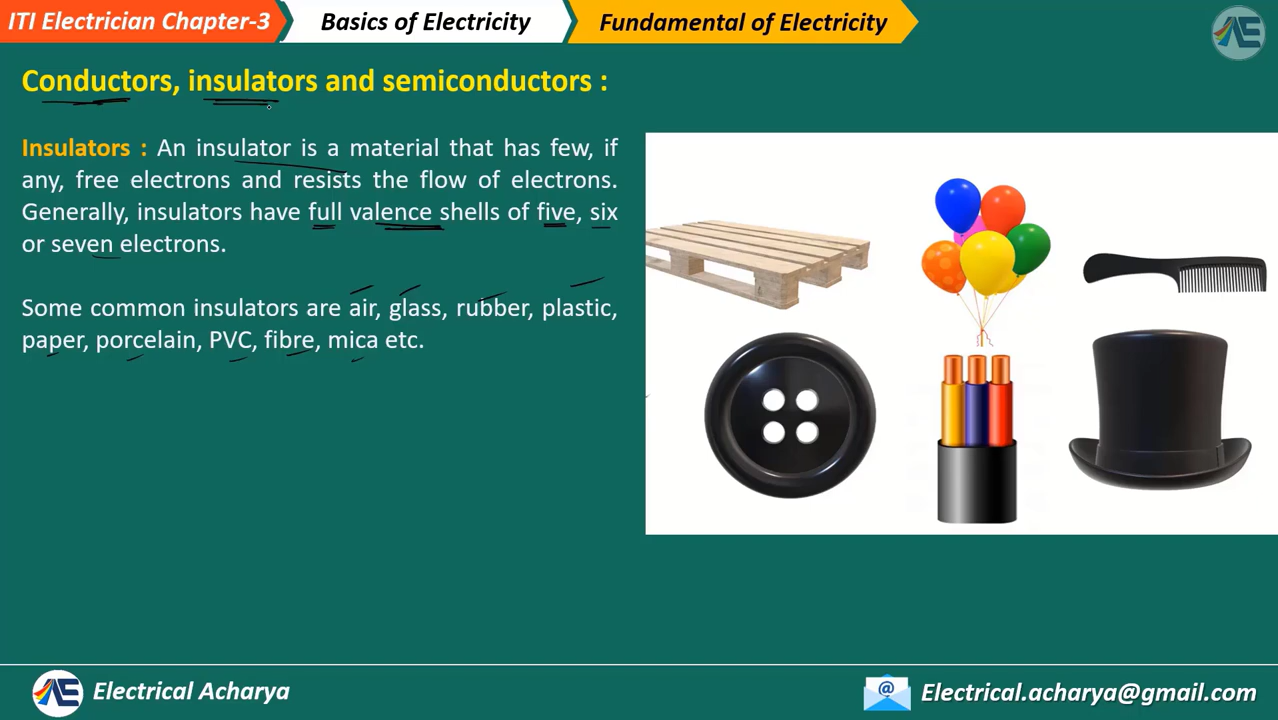 ITI Electrician Chapter-3
Basics of Electricity
Fundamental of Electricity
AE
Conductors, insulators and semiconductors :
Insulators : An insulator is a material that has few, if
any, free electrons and resists the flow of electrons.
Generally, insulators have full valence shells of five, six
or seven electrons.
Some common insulators are air, glass, rubber, plastic,
paper, porcelain, PVC, fibre, mica etc.
AE
Electrical Acharya
@
Electrical.acharya@gmail.com